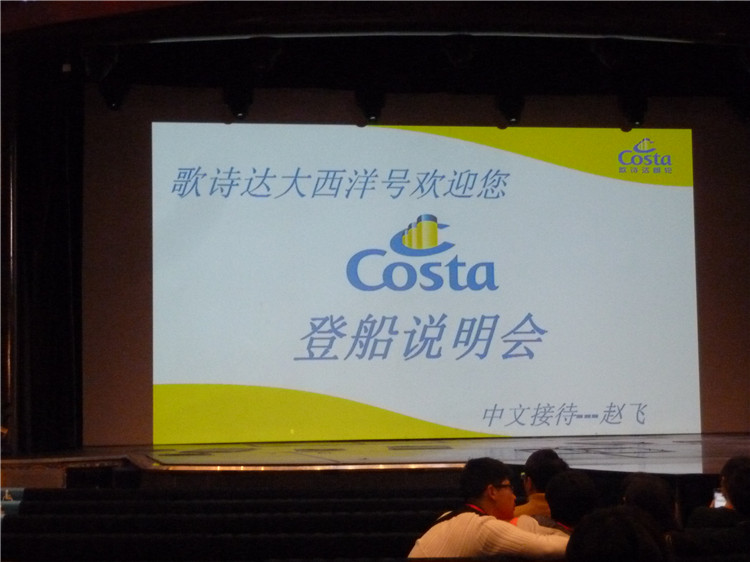 Costa
歌诗达邮轮
歌诗达大西洋号欢迎您
Costa
登船说明会
中文接待---赵飞